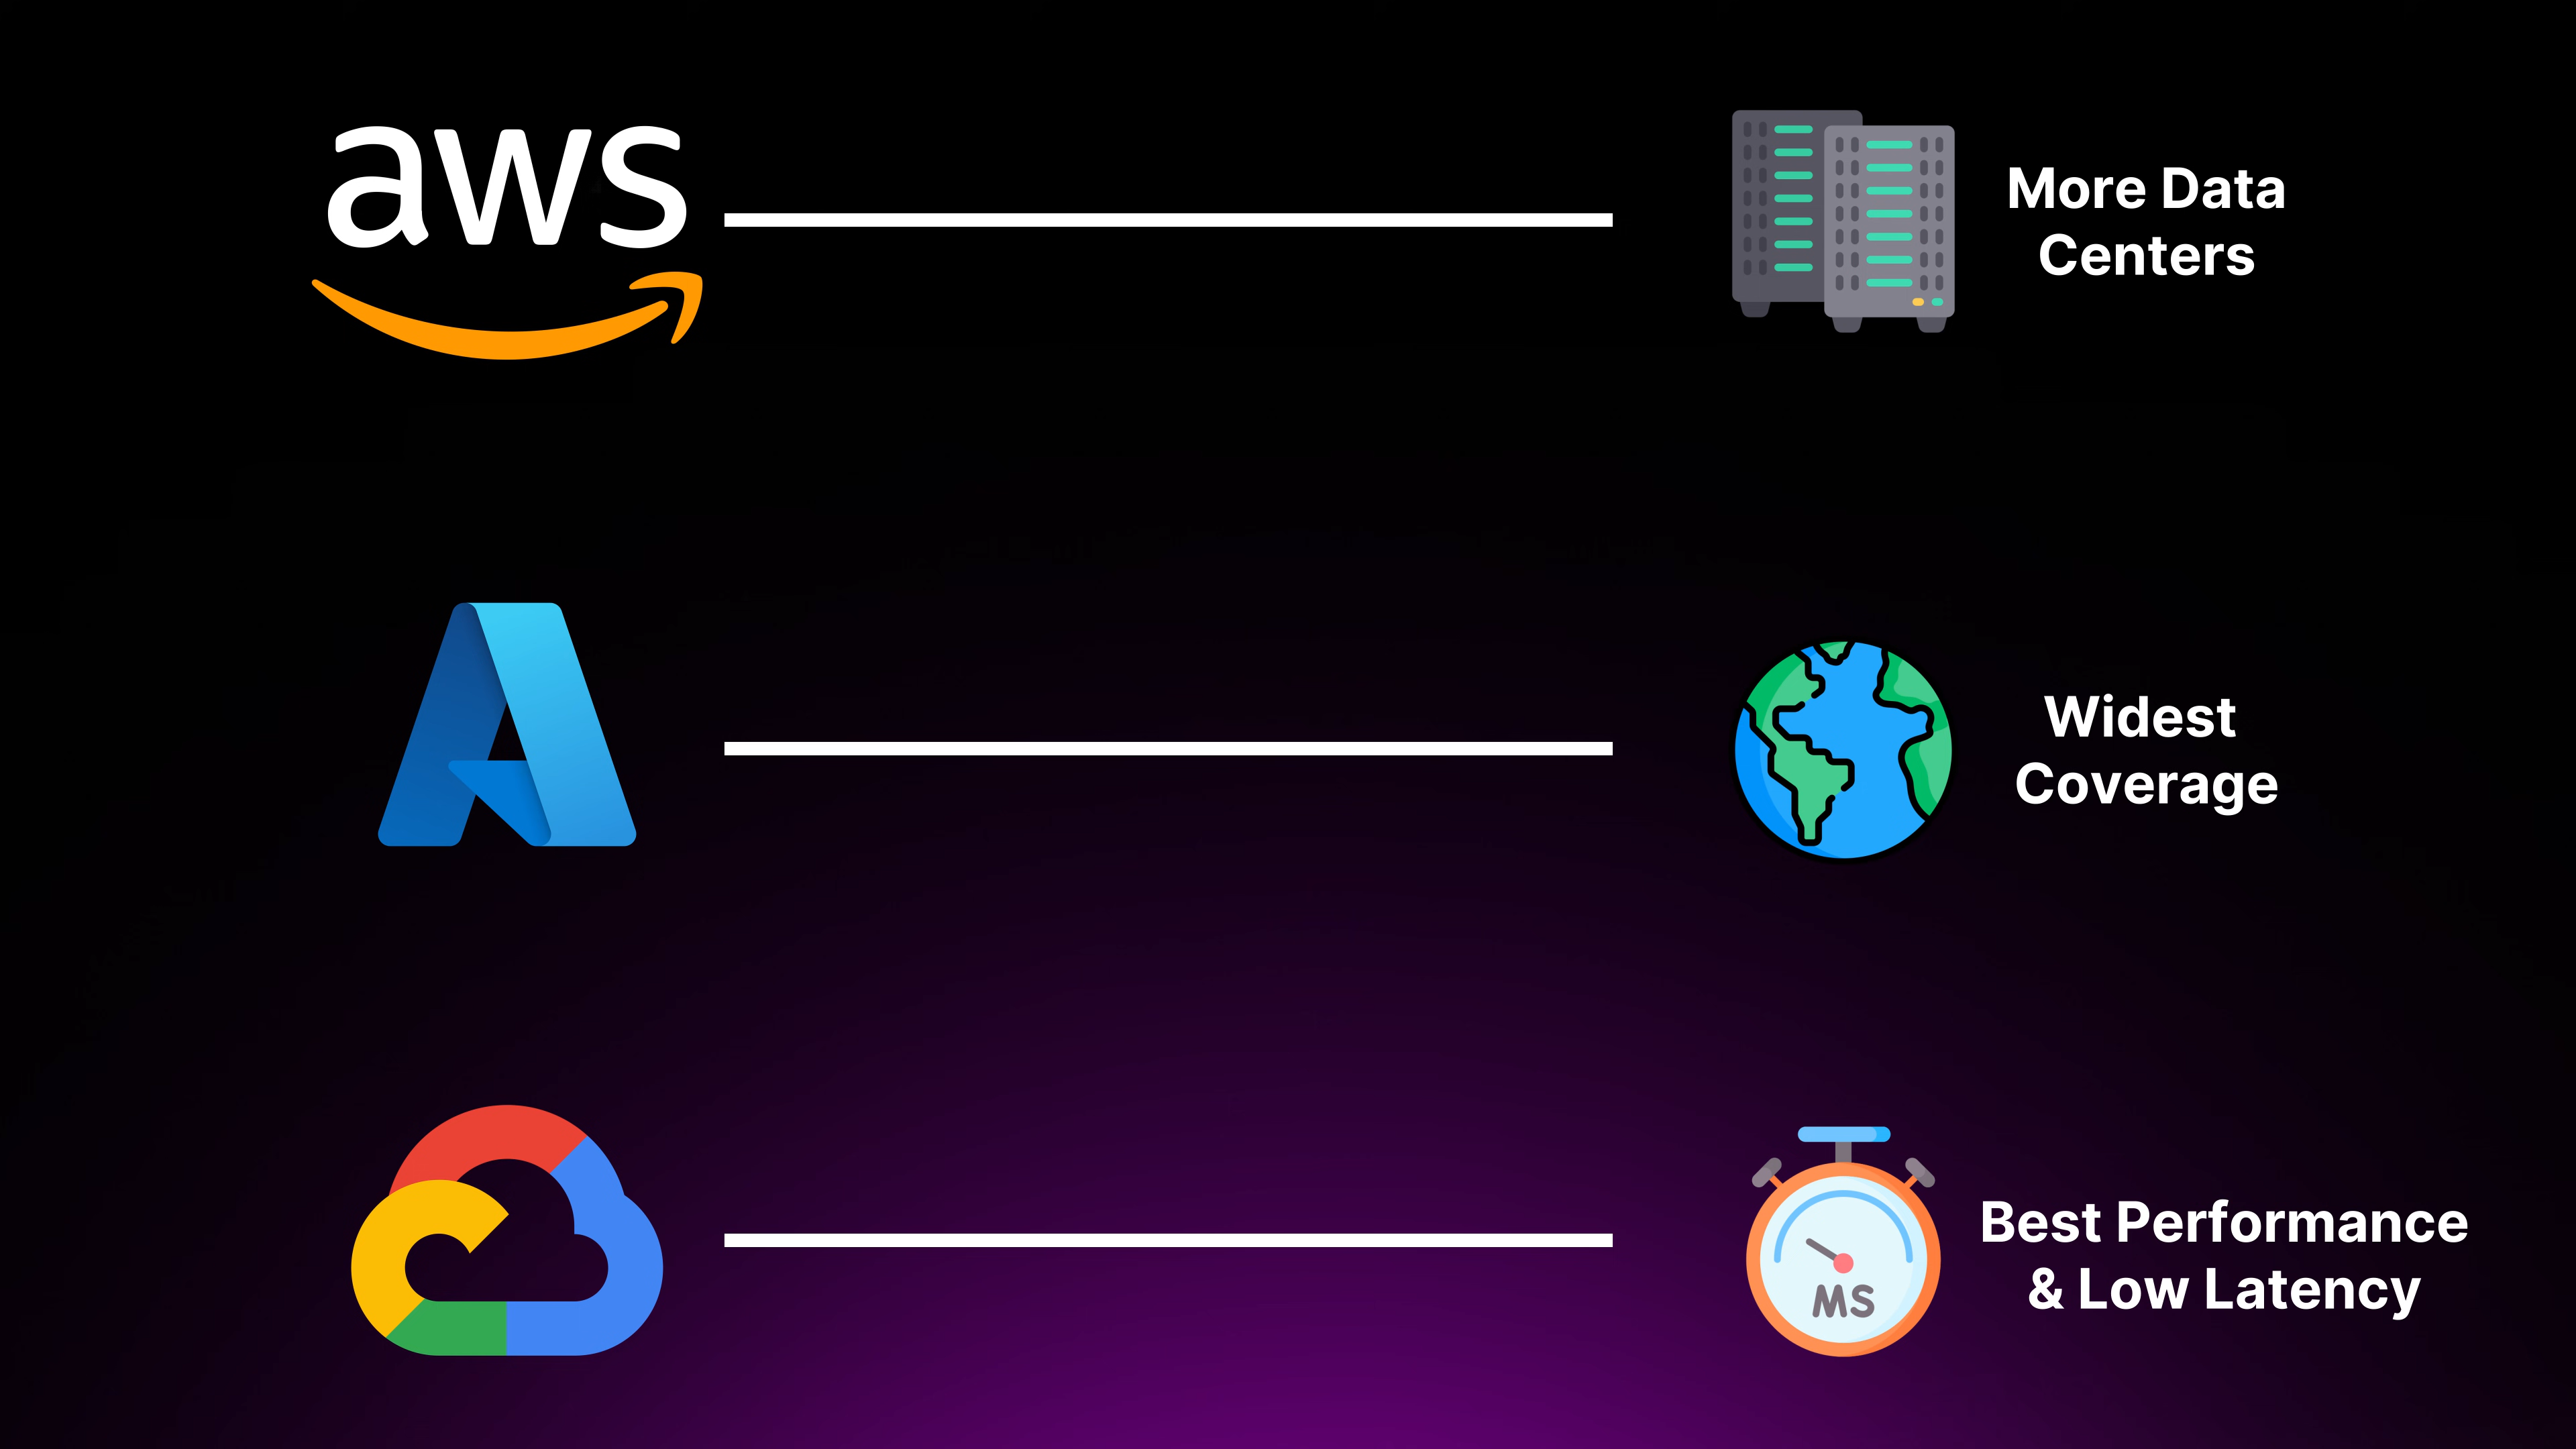 aws
More Data
Centers
Widest
Coverage
MS
Best Performance
& Low Latency